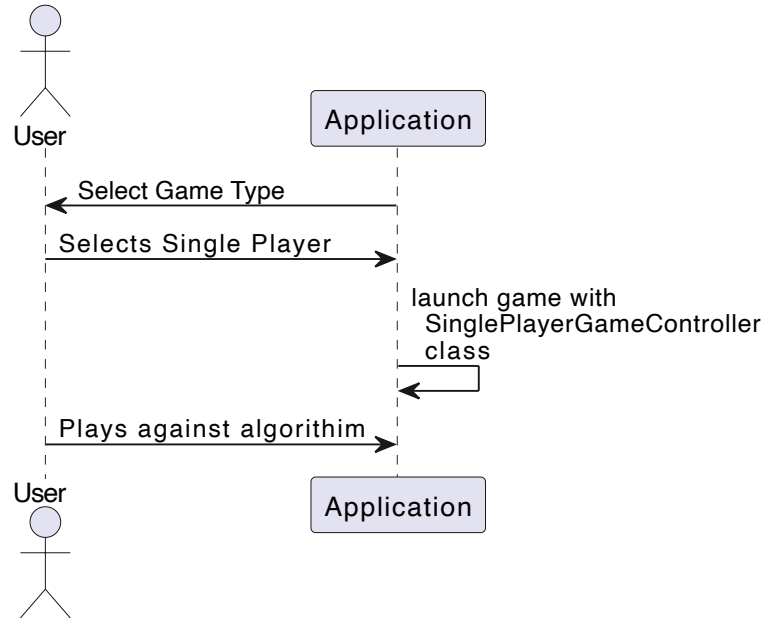 User
Application
Select Game Type
Selects Single Player
launch game with
SinglePlayerGameController
class
Plays against algorithim
User
Application